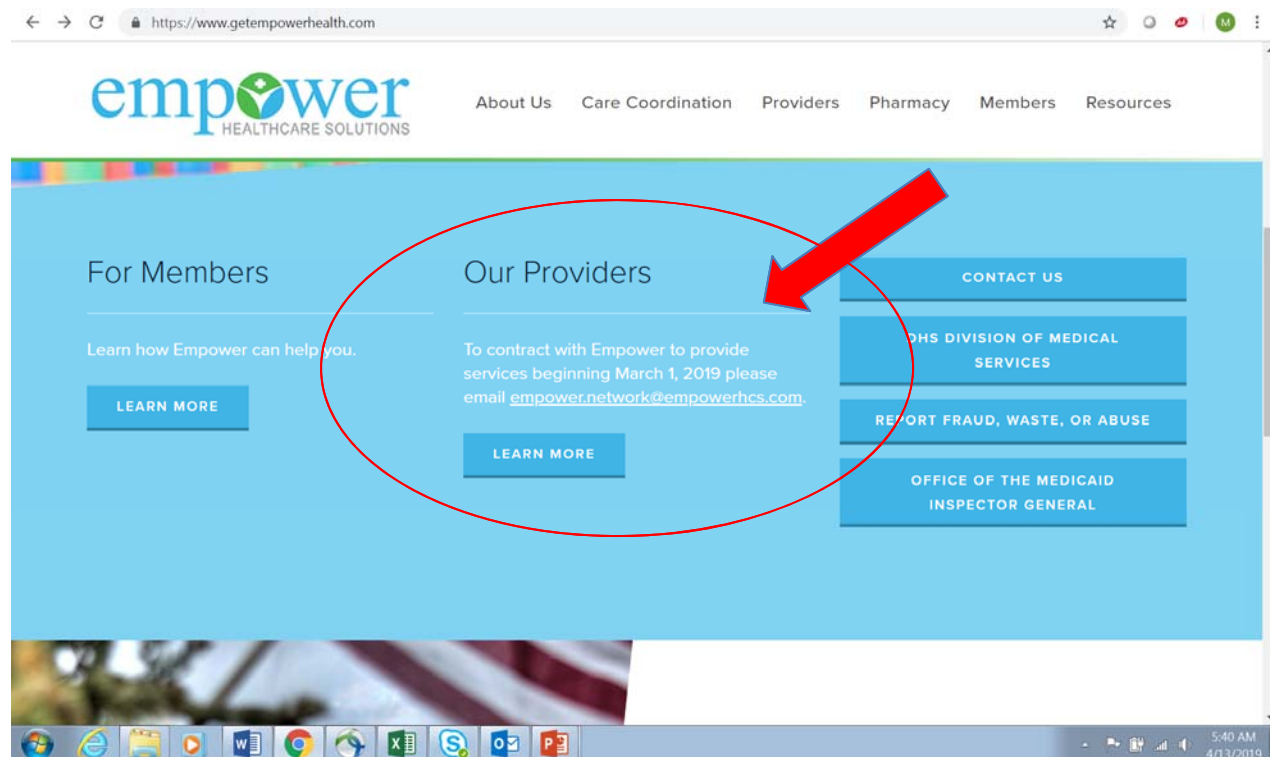 https://www.getempowerhealth.com
M
empower
HEALTHCARE SOLUTIONS
About Us Care Coordination Providers Pharmacy Members Resources
For Members
Learn how Empower can help you.
LEARN MORE
Our Providers
To contract with Empower to provide
services beginning March 1, 2019 please
email empower.network@empowerhcs.com.
LEARN MORE
CONTACT US
DHS DIVISION OF MEDICAL
SERVICES
REPORT FRAUD, WASTE, OR ABUSE
OFFICE OF THE MEDICAID
INSPECTOR GENERAL
5:40 AM
4/13/2019